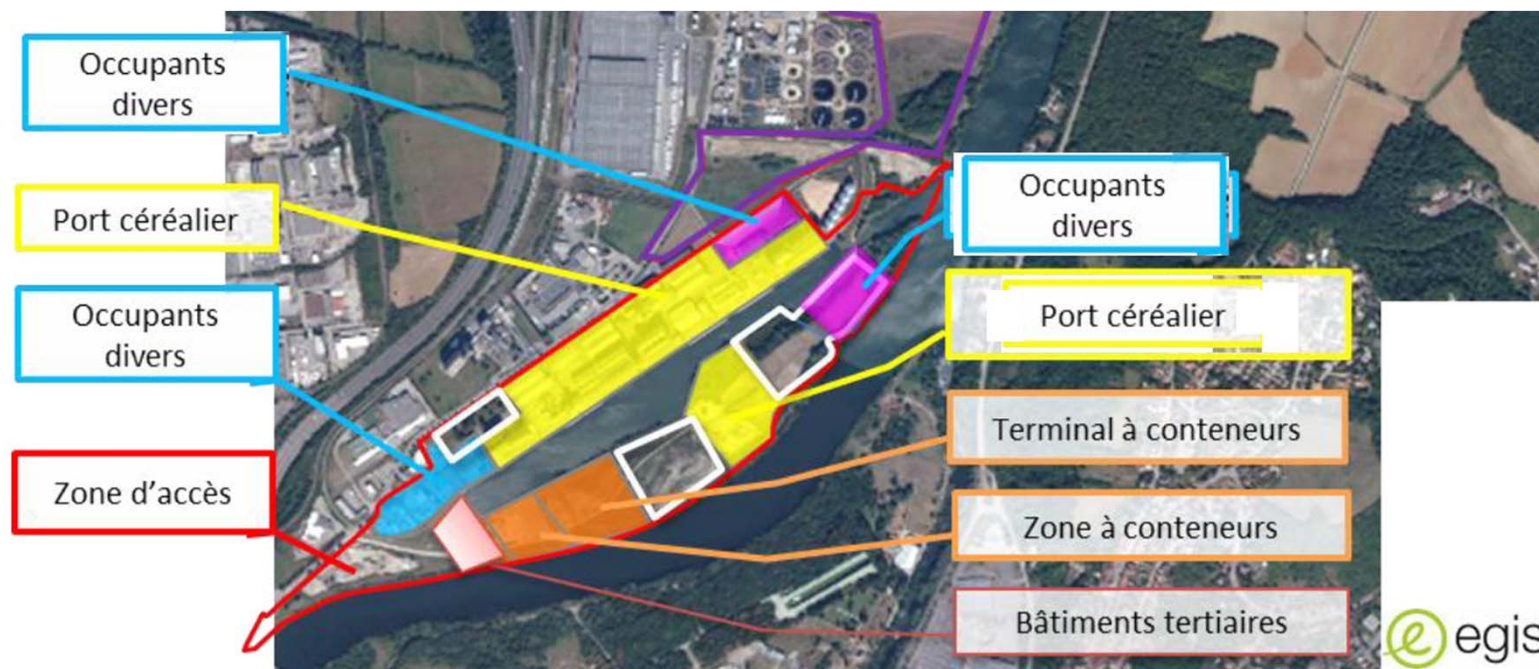 Occupants
divers
Port céréalier
Occupants
divers
Zone d'accès
Occupants
divers
Port céréalier
Terminal à conteneurs
Zone à conteneurs
Bâtiments tertiaires
egis